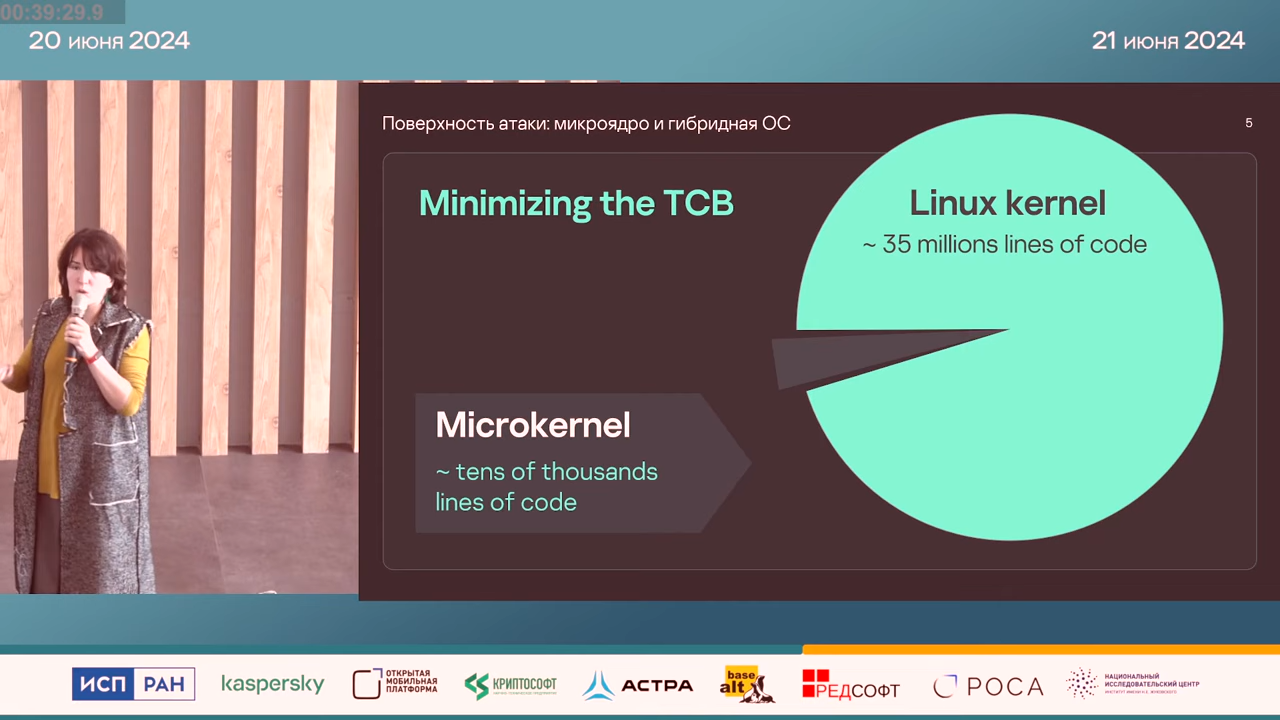 00:39:29.9
20 июня 2024
21 июня 2024
Поверхность атаки: микроядро и гибридная ОС
5
Minimizing the TCB
Linux kernel
~ 35 millions lines of code
Microkernel
~ tens of thousands
lines of code
ИСП РАН
kaspersky
ОТКРЫТАЯ
МОБИЛЬНАЯ
ПЛАТФОРМА
КРИПТОСОФТ
АСТРА
base
alt
РЕДСОФТ
РОСА
НАЦИОНАЛЬНЫЙ
ИССЛЕДОВАТЕЛЬСКИЙ ЦЕНТР